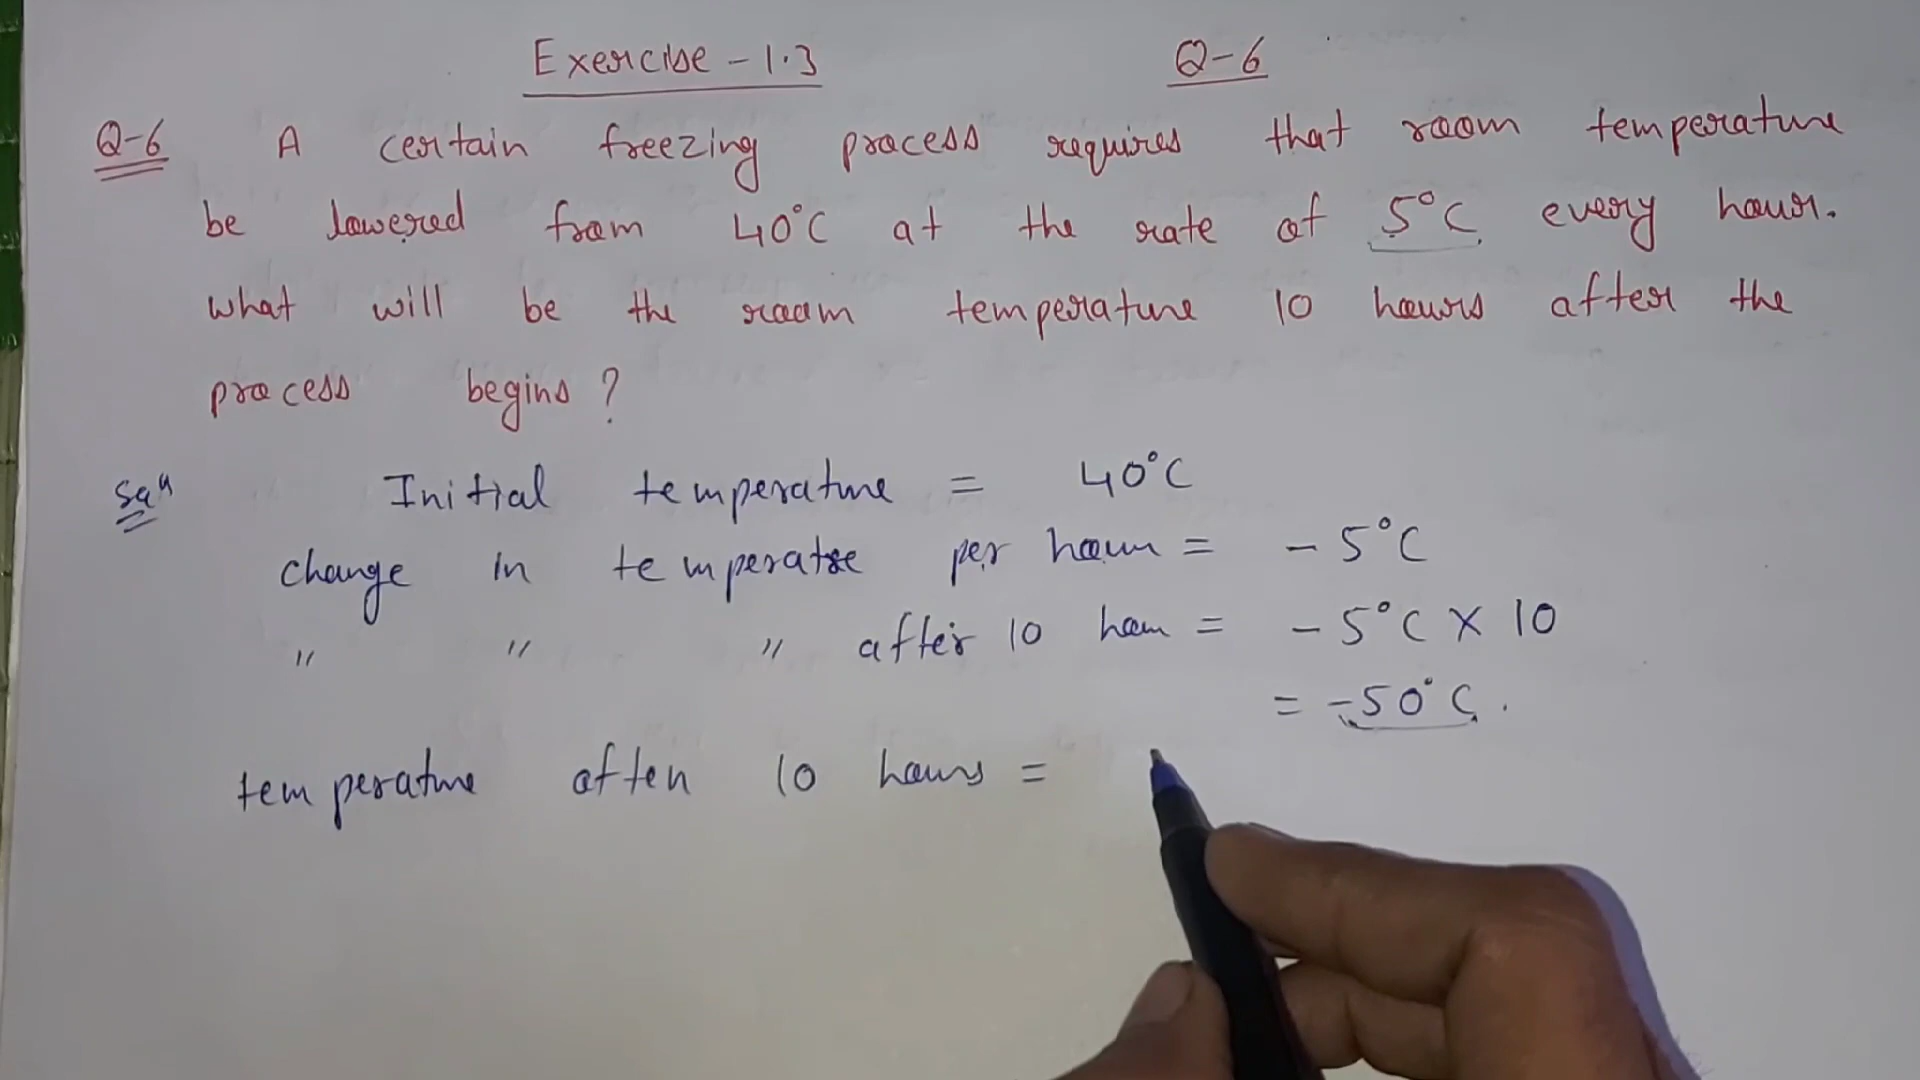 Exercise - 1.3 Q-6
Q-6 A certain freezing process requires that room temperature
be lowered from 40°C at the rate of 5°C every hour.
What will be the room temperature 10 hours after the
process begins?
Initial temperature = 40°C
change in temperature per hour = - 5°C
" " " after 10 hour = - 5°C × 10
= -50°C.
temperature after 10 hours =